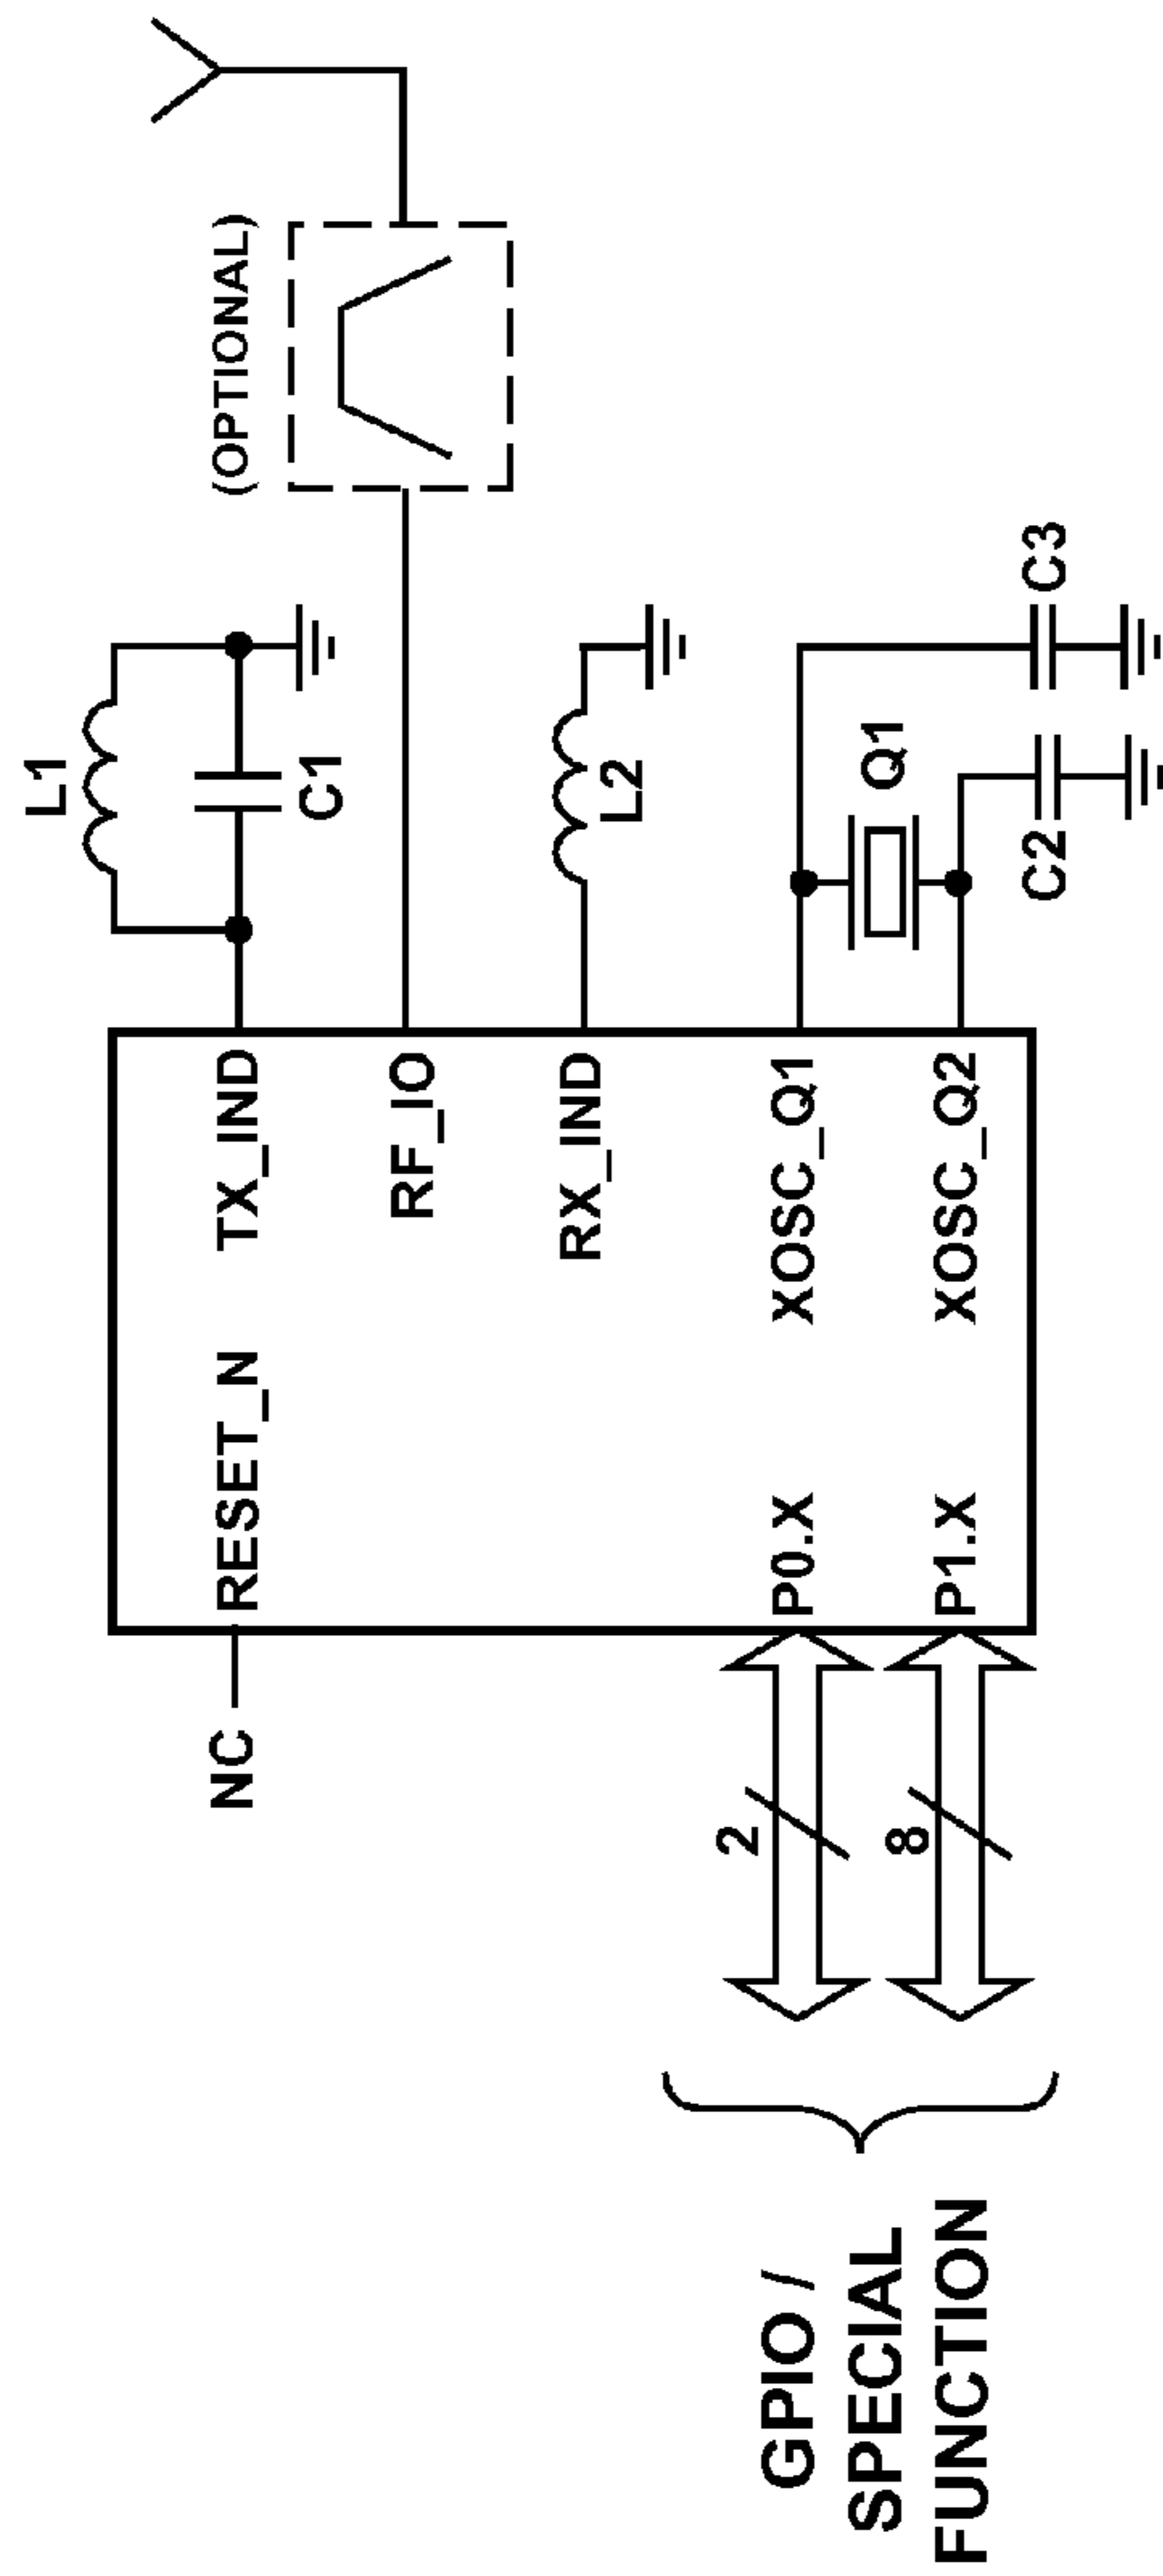 L1
C1
(OPTIONAL)
NC
RESET_N
TX_IND
RF_IO
RX_IND
L2
GPIO /
SPECIAL
FUNCTION
2
P0.X
XOSC_Q1
8
P1.X
XOSC_Q2
Q1
C2
C3